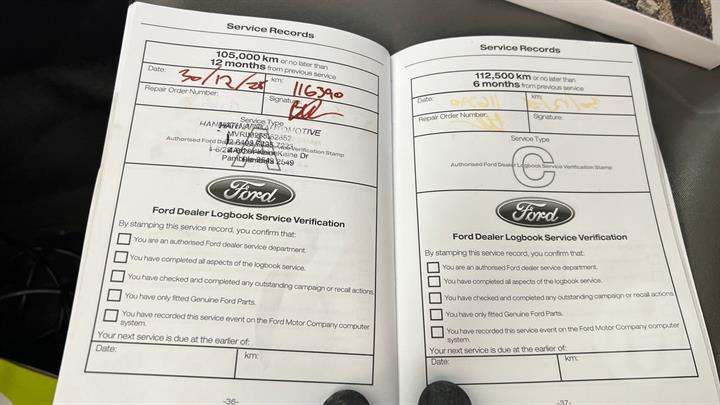 Service Records
105,000 km or no later than
12 months from previous service
Date: 30/12/25 km: 116390
Repair Order Number: Signature:
Service Type
A
AUTOMOTIVE
Authorised Ford Verification Stamp
Pambula 2549
Ford
Ford Dealer Logbook Service Verification
By stamping this service record, you confirm that:
You are an authorised Ford dealer service department.
You have completed all aspects of the logbook service.
You have checked and completed any outstanding campaign or recall actions.
You have only fitted Genuine Ford Parts.
You have recorded this service event on the Ford Motor Company computer
system.
Your next service is due at the earlier of:
Date: km:
-36-
Service Records
112,500 km or no later than
6 months from previous service
Date: km:
Repair Order Number: Signature:
Service Type
C
Authorised Ford Dealer Logbook Service Verification Stamp
Ford
Ford Dealer Logbook Service Verification
By stamping this service record, you confirm that:
You are an authorised Ford dealer service department.
You have completed all aspects of the logbook service.
You have checked and completed any outstanding campaign or recall actions.
You have only fitted Genuine Ford Parts.
You have recorded this service event on the Ford Motor Company computer
system.
Your next service is due at the earlier of:
Date: km:
-37-